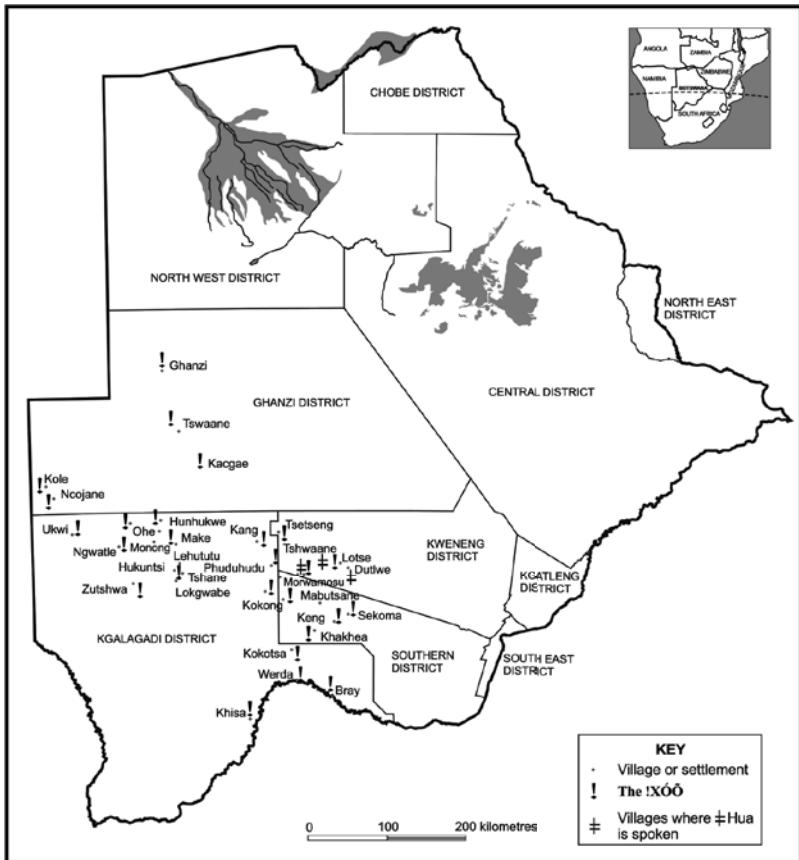 CHOBE DISTRICT
ANGOLA
ZAMBIA
NAMIBIA
ZIMBABWE
BOTSWANA
SOUTH AFRICA
NORTH WEST DISTRICT
NORTH EAST
DISTRICT
CENTRAL DISTRICT
GHANZI DISTRICT
Ghanzi
Tswaane
Kacgae
Kole
Ncojane
Ukwi
Ohe
Hunhukwe
Ngwatle
Monong
Make
Lehututu
Hukuntsi
Tshane
Lokgwabe
Zutshwa
Kang
Tsetseng
Tshwaane
Phuduhudu
Lotse
Dutlwe
Morwamosu
Kokong
Mabutsane
Keng
Sekoma
Khakhea
Kokotsa
Werda
Bray
Khisa
KWENENG
DISTRICT
KGATLENG
DISTRICT
KGALAGADI DISTRICT
SOUTHERN
DISTRICT
SOUTH EAST
DISTRICT
KEY
Village or settlement
! The !XÓÕ
ǂ Villages where ǂHua
is spoken
0 100 200 kilometres